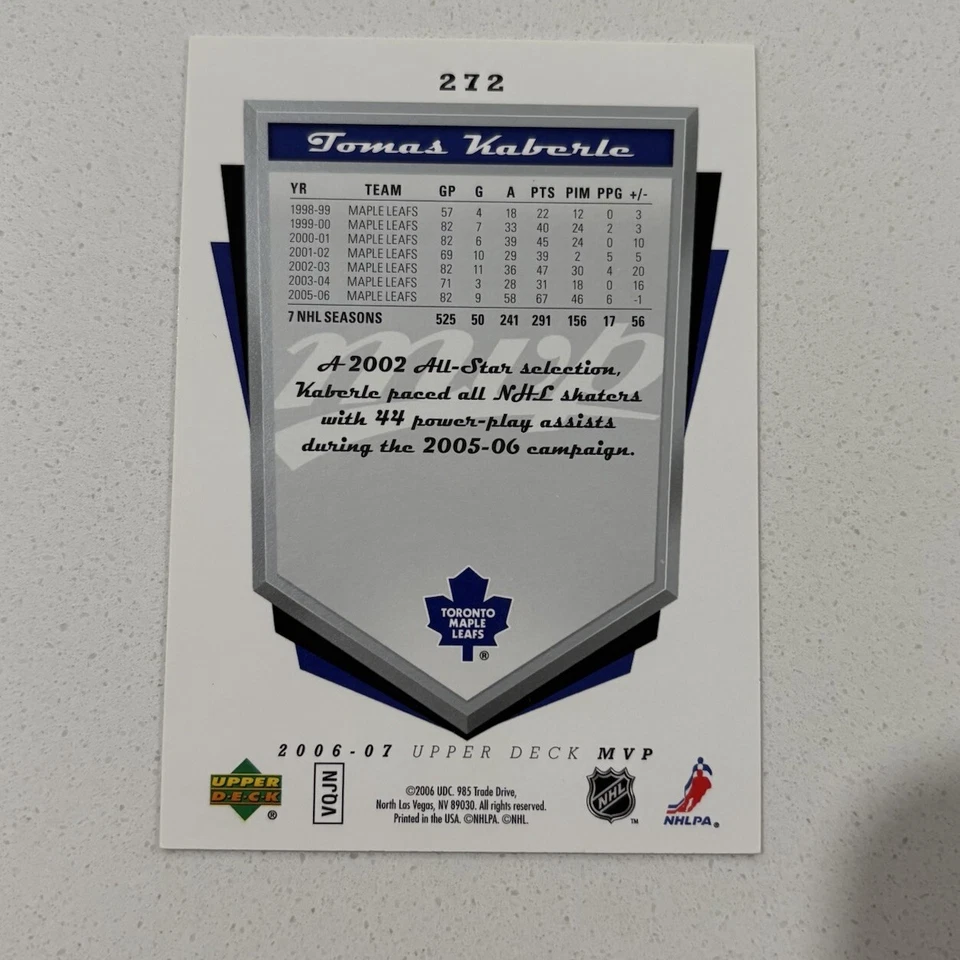 272
Tomas Kaberle
YR TEAM GP G A PTS PIM PPG +/-
1998-99 MAPLE LEAFS 57 4 18 22 12 0 3
1999-00 MAPLE LEAFS 82 7 33 40 24 2 3
2000-01 MAPLE LEAFS 82 6 39 45 24 0 10
2001-02 MAPLE LEAFS 69 10 29 39 2 5 5
2002-03 MAPLE LEAFS 82 11 36 47 30 4 20
2003-04 MAPLE LEAFS 71 3 28 31 18 0 16
2005-06 MAPLE LEAFS 82 9 58 67 46 6 -1
7 NHL SEASONS 525 50 241 291 156 17 56
mvp
A 2002 All-Star selection,
Kaberle paced all NHL skaters
with 44 power-play assists
during the 2005-06 campaign.
TORONTO
MAPLE
LEAFS
®
2006-07 UPPER DECK MVP
UPPER
D·E·C·K
®
VQJN
©2006 UDC. 985 Trade Drive,
North Las Vegas, NV 89030. All rights reserved.
Printed in the USA. ©NHLPA. ©NHL.
NHL
™
NHLPA®